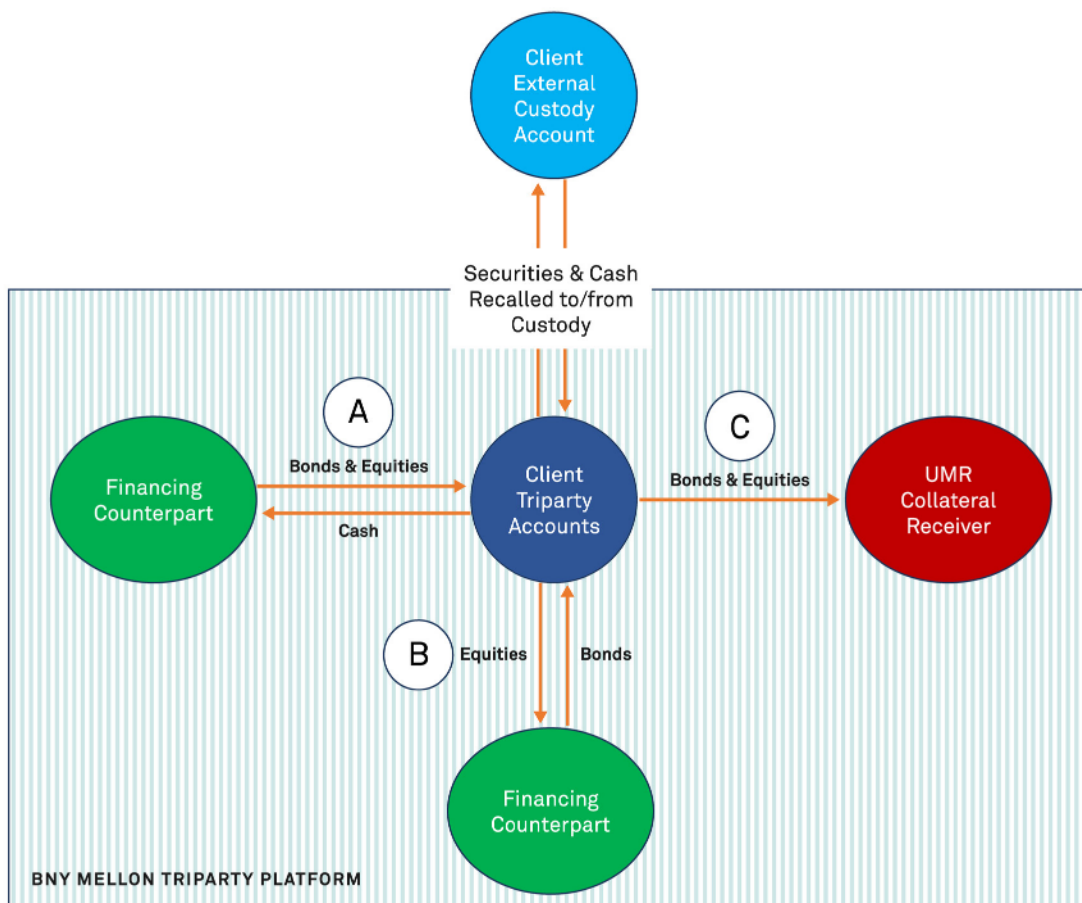 Client
External
Custody
Account
Securities & Cash
Recalled to/from
Custody
A
C
Bonds & Equities
Bonds & Equities
Financing
Counterpart
Client
Triparty
Accounts
UMR
Collateral
Receiver
Cash
B
Equities
Bonds
Financing
Counterpart
BNY MELLON TRIPARTY PLATFORM